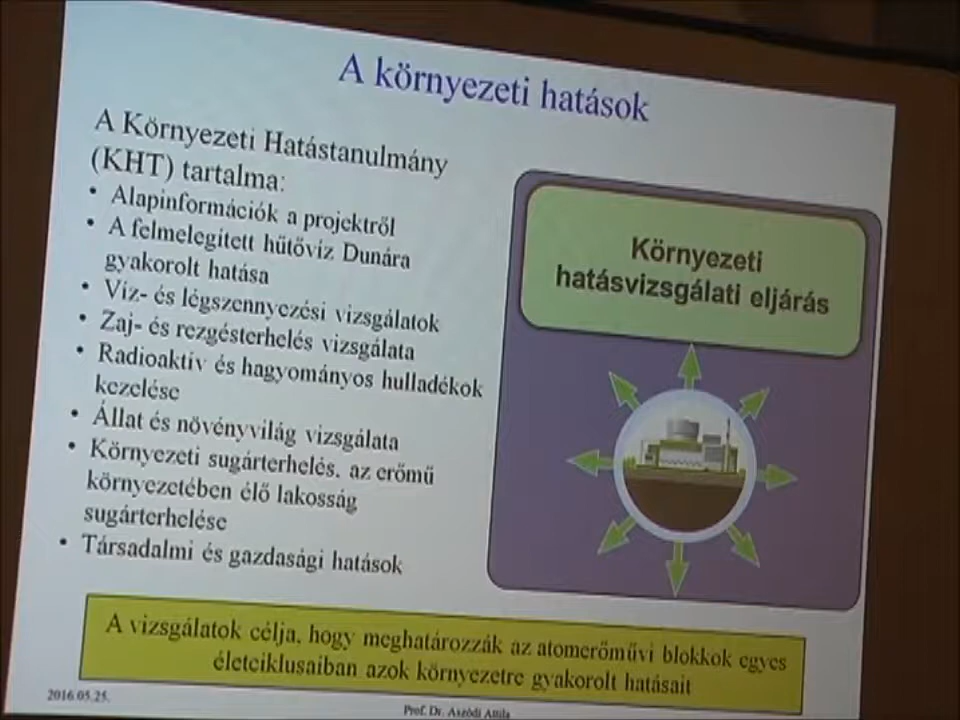 A környezeti hatások
A Környezeti Hatástanulmány
(KHT) tartalma:
• Alapinformációk a projektről
• A felmelegített hűtővíz Dunára
gyakorolt hatása
• Víz- és légszennyezési vizsgálatok
• Zaj- és rezgésterhelés vizsgálata
• Radioaktív és hagyományos hulladékok
kezelése
• Állat és növényvilág vizsgálata
• Környezeti sugárterhelés, az erőmű
környezetében élő lakosság
sugárterhelése
• Társadalmi és gazdasági hatások
Környezeti
hatásvizsgálati eljárás
A vizsgálatok célja, hogy meghatározzák az atomerőművi blokkok egyes
életciklusaiban azok környezetre gyakorolt hatásait
2016.05.25.
Prof. Dr. Aszódi Attila